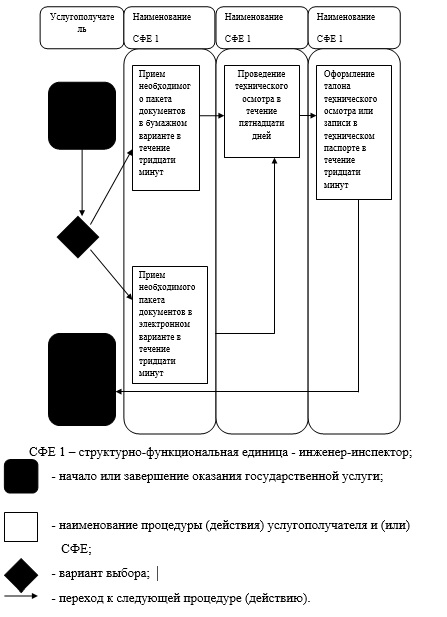 Услугополучате
ль
Наименование
СФЕ 1
Наименование
СФЕ 1
Наименование
СФЕ 1
Прием
необходимог
о пакета
документов
в бумажном
варианте в
течение
тридцати
минут
Проведение
технического
осмотра в
течение
пятнадцати
дней
Оформление
талона
технического
осмотра или
записи в
техническом
паспорте в
течение
тридцати
минут
Прием
необходимого
пакета
документов в
электронном
варианте в
течение
тридцати
минут
СФЕ 1 – структурно-функциональная единица - инженер-инспектор;
- начало или завершение оказания государственной услуги;
- наименование процедуры (действия) услугополучателя и (или)
СФЕ;
- вариант выбора;
- переход к следующей процедуре (действию).